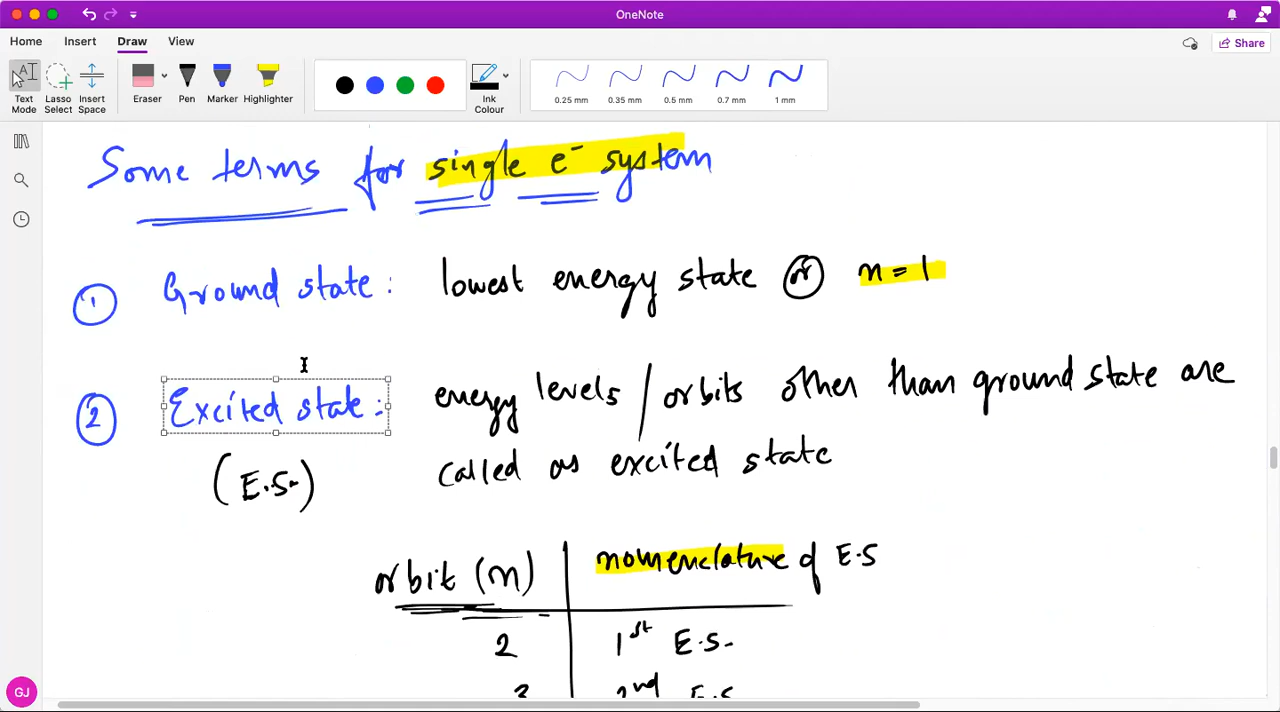 OneNote
Home Insert Draw View
Share
Text Mode
Lasso Select
Insert Space
Eraser
Pen
Marker
Highlighter
Ink Colour
0.25 mm
0.35 mm
0.5 mm
0.7 mm
1 mm
Some terms for single e⁻ system
① Ground state: lowest energy state or n = 1
② Excited state: energy levels / orbits other than ground state are
(E.S.) called as excited state
orbit (n) nomenclature of E.S
2 1st E.S.
3 2nd E.S
GJ